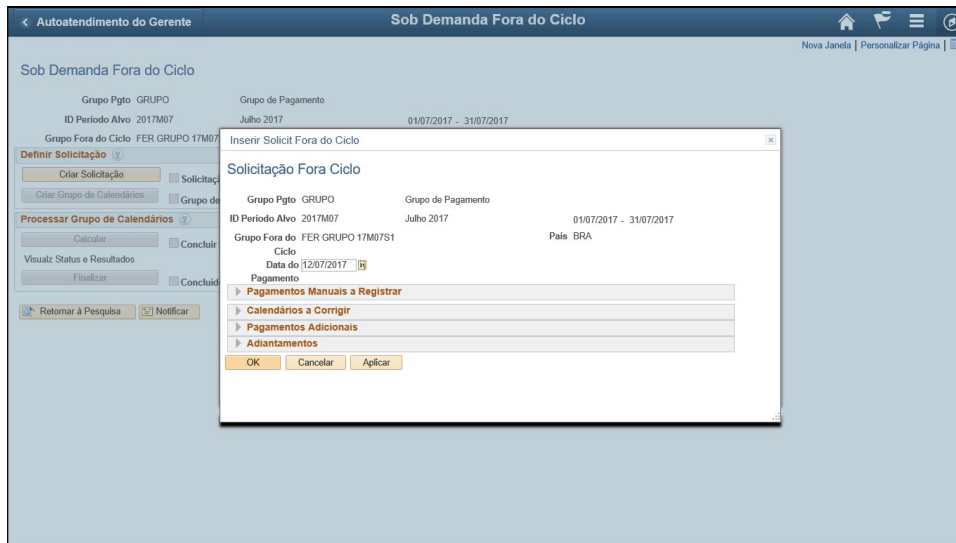 Autoatendimento do Gerente
Sob Demanda Fora do Ciclo
Nova Janela | Personalizar Página |
Sob Demanda Fora do Ciclo
Grupo Pgto GRUPO Grupo de Pagamento
ID Período Alvo 2017M07 Julho 2017 01/07/2017 - 31/07/2017
Grupo Fora do Ciclo FER GRUPO 17M07
Definir Solicitação ?
Criar Solicitação Solicitaç
Criar Grupo de Calendários Grupo de
Processar Grupo de Calendários ?
Calcular Concluir
Visualz Status e Resultados
Finalizar Concluíd
Retornar à Pesquisa Notificar
Inserir Solicit Fora do Ciclo
Solicitação Fora Ciclo
Grupo Pgto GRUPO Grupo de Pagamento
ID Período Alvo 2017M07 Julho 2017 01/07/2017 - 31/07/2017
Grupo Fora do Ciclo FER GRUPO 17M07S1 País BRA
Data do Pagamento 12/07/2017
Pagamentos Manuais a Registrar
Calendários a Corrigir
Pagamentos Adicionais
Adiantamentos
OK Cancelar Aplicar